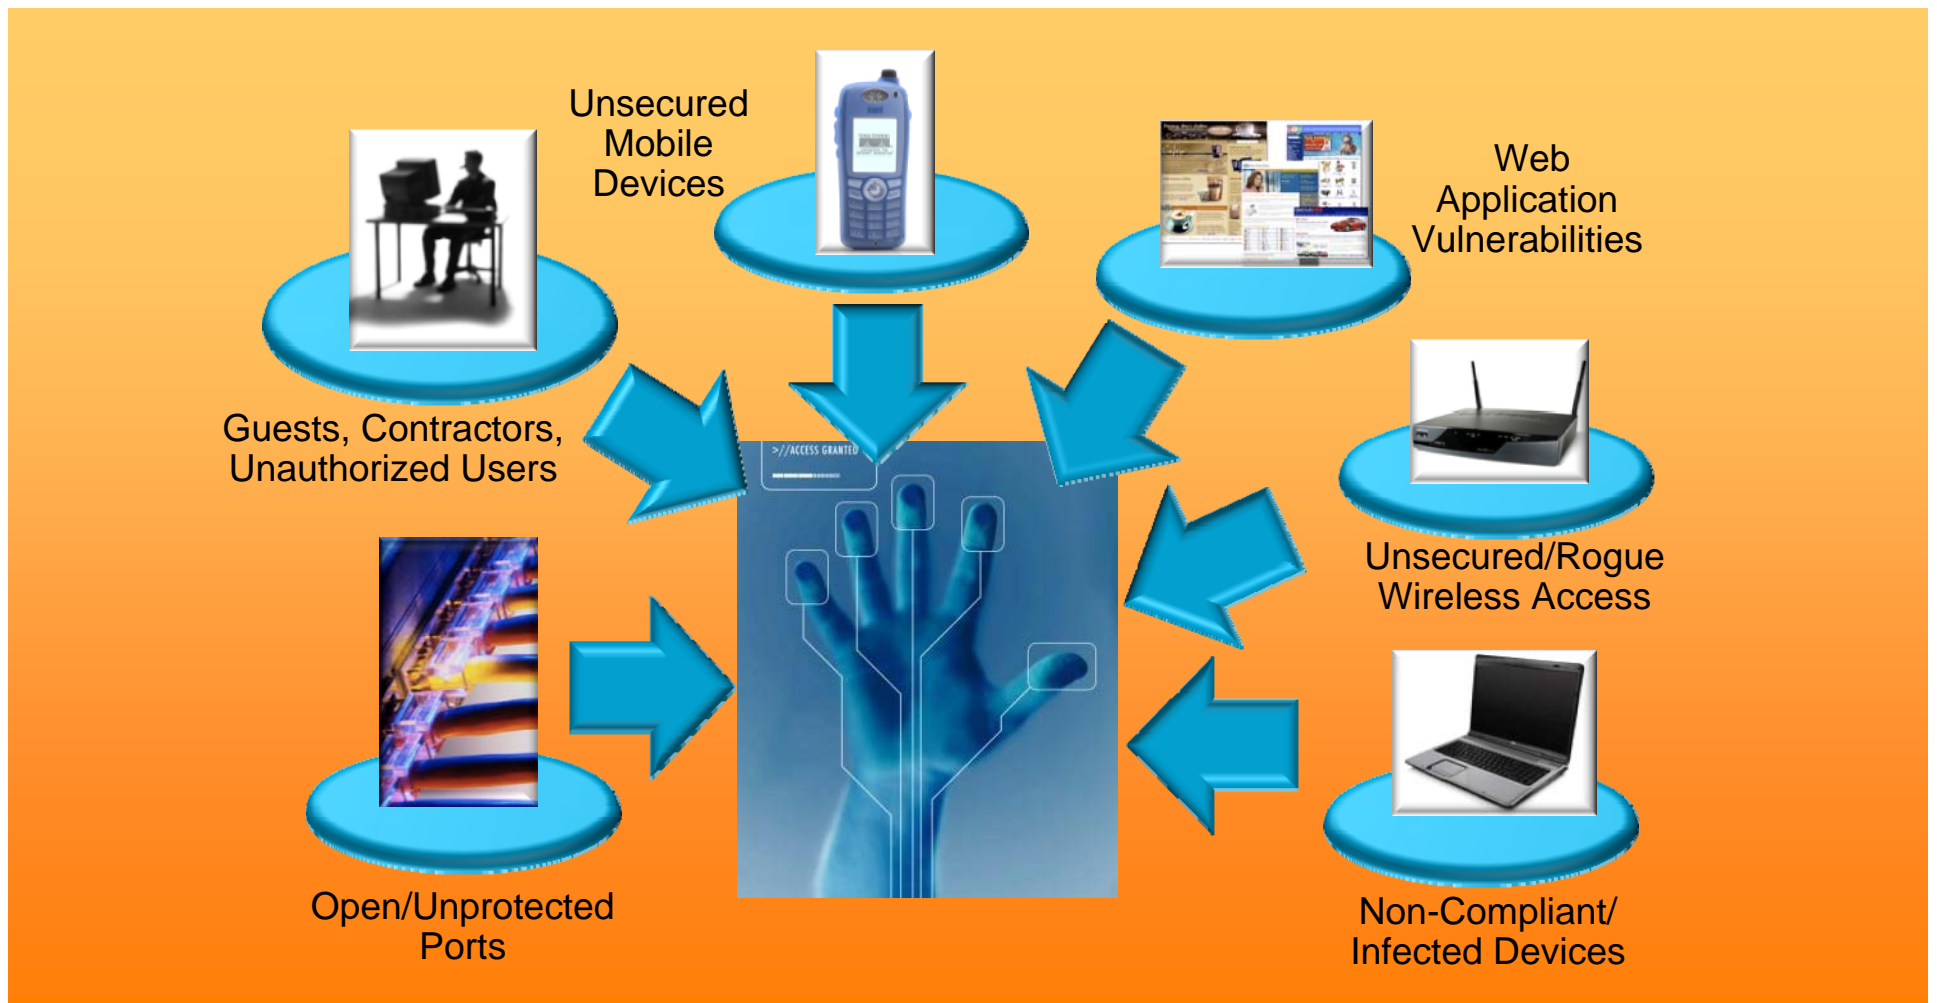 Unsecured
Mobile
Devices
Web
Application
Vulnerabilities
Guests, Contractors,
Unauthorized Users
>//ACCESS GRANTED
Unsecured/Rogue
Wireless Access
Open/Unprotected
Ports
Non-Compliant/
Infected Devices